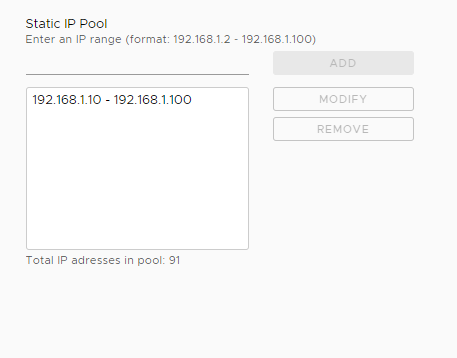 Static IP Pool
Enter an IP range (format: 192.168.1.2 - 192.168.1.100)
ADD
192.168.1.10 - 192.168.1.100
MODIFY
REMOVE
Total IP adresses in pool: 91